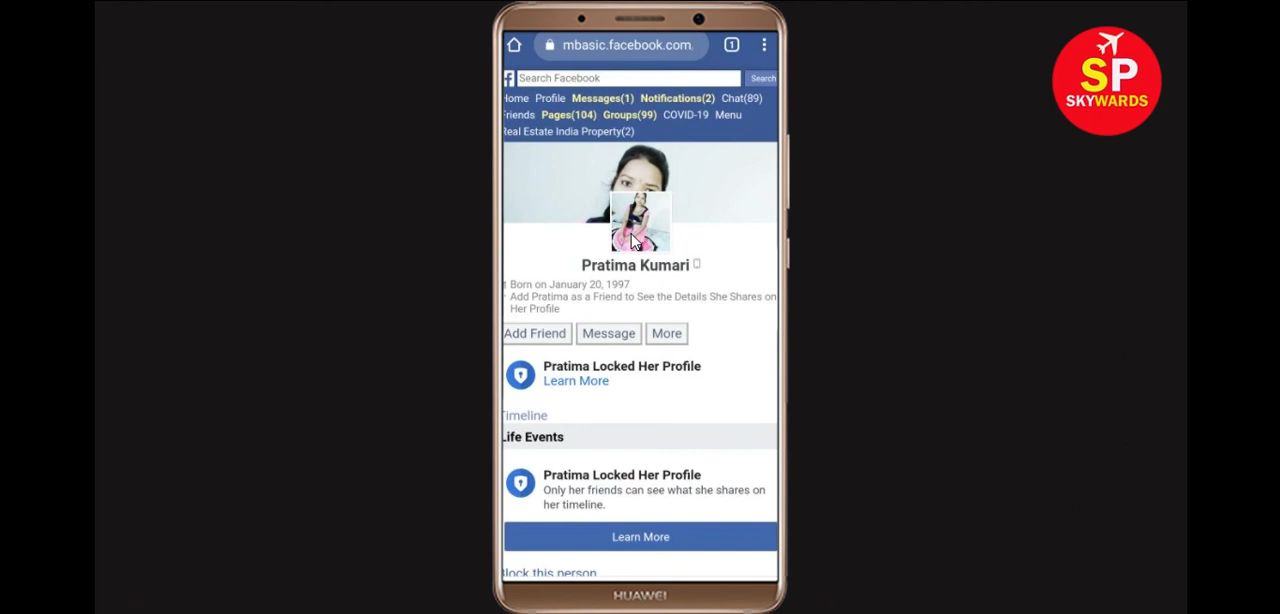 mbasic.facebook.com.
1
SP
SKYWARDS
f Search Facebook Search
Home Profile Messages(1) Notifications(2) Chat(89)
Friends Pages(104) Groups(99) COVID-19 Menu
Real Estate India Property(2)
Pratima Kumari
Born on January 20, 1997
Add Pratima as a Friend to See the Details She Shares on
Her Profile
Add Friend Message More
Pratima Locked Her Profile
Learn More
Timeline
Life Events
Pratima Locked Her Profile
Only her friends can see what she shares on
her timeline.
Learn More
Block this person
HUAWEI